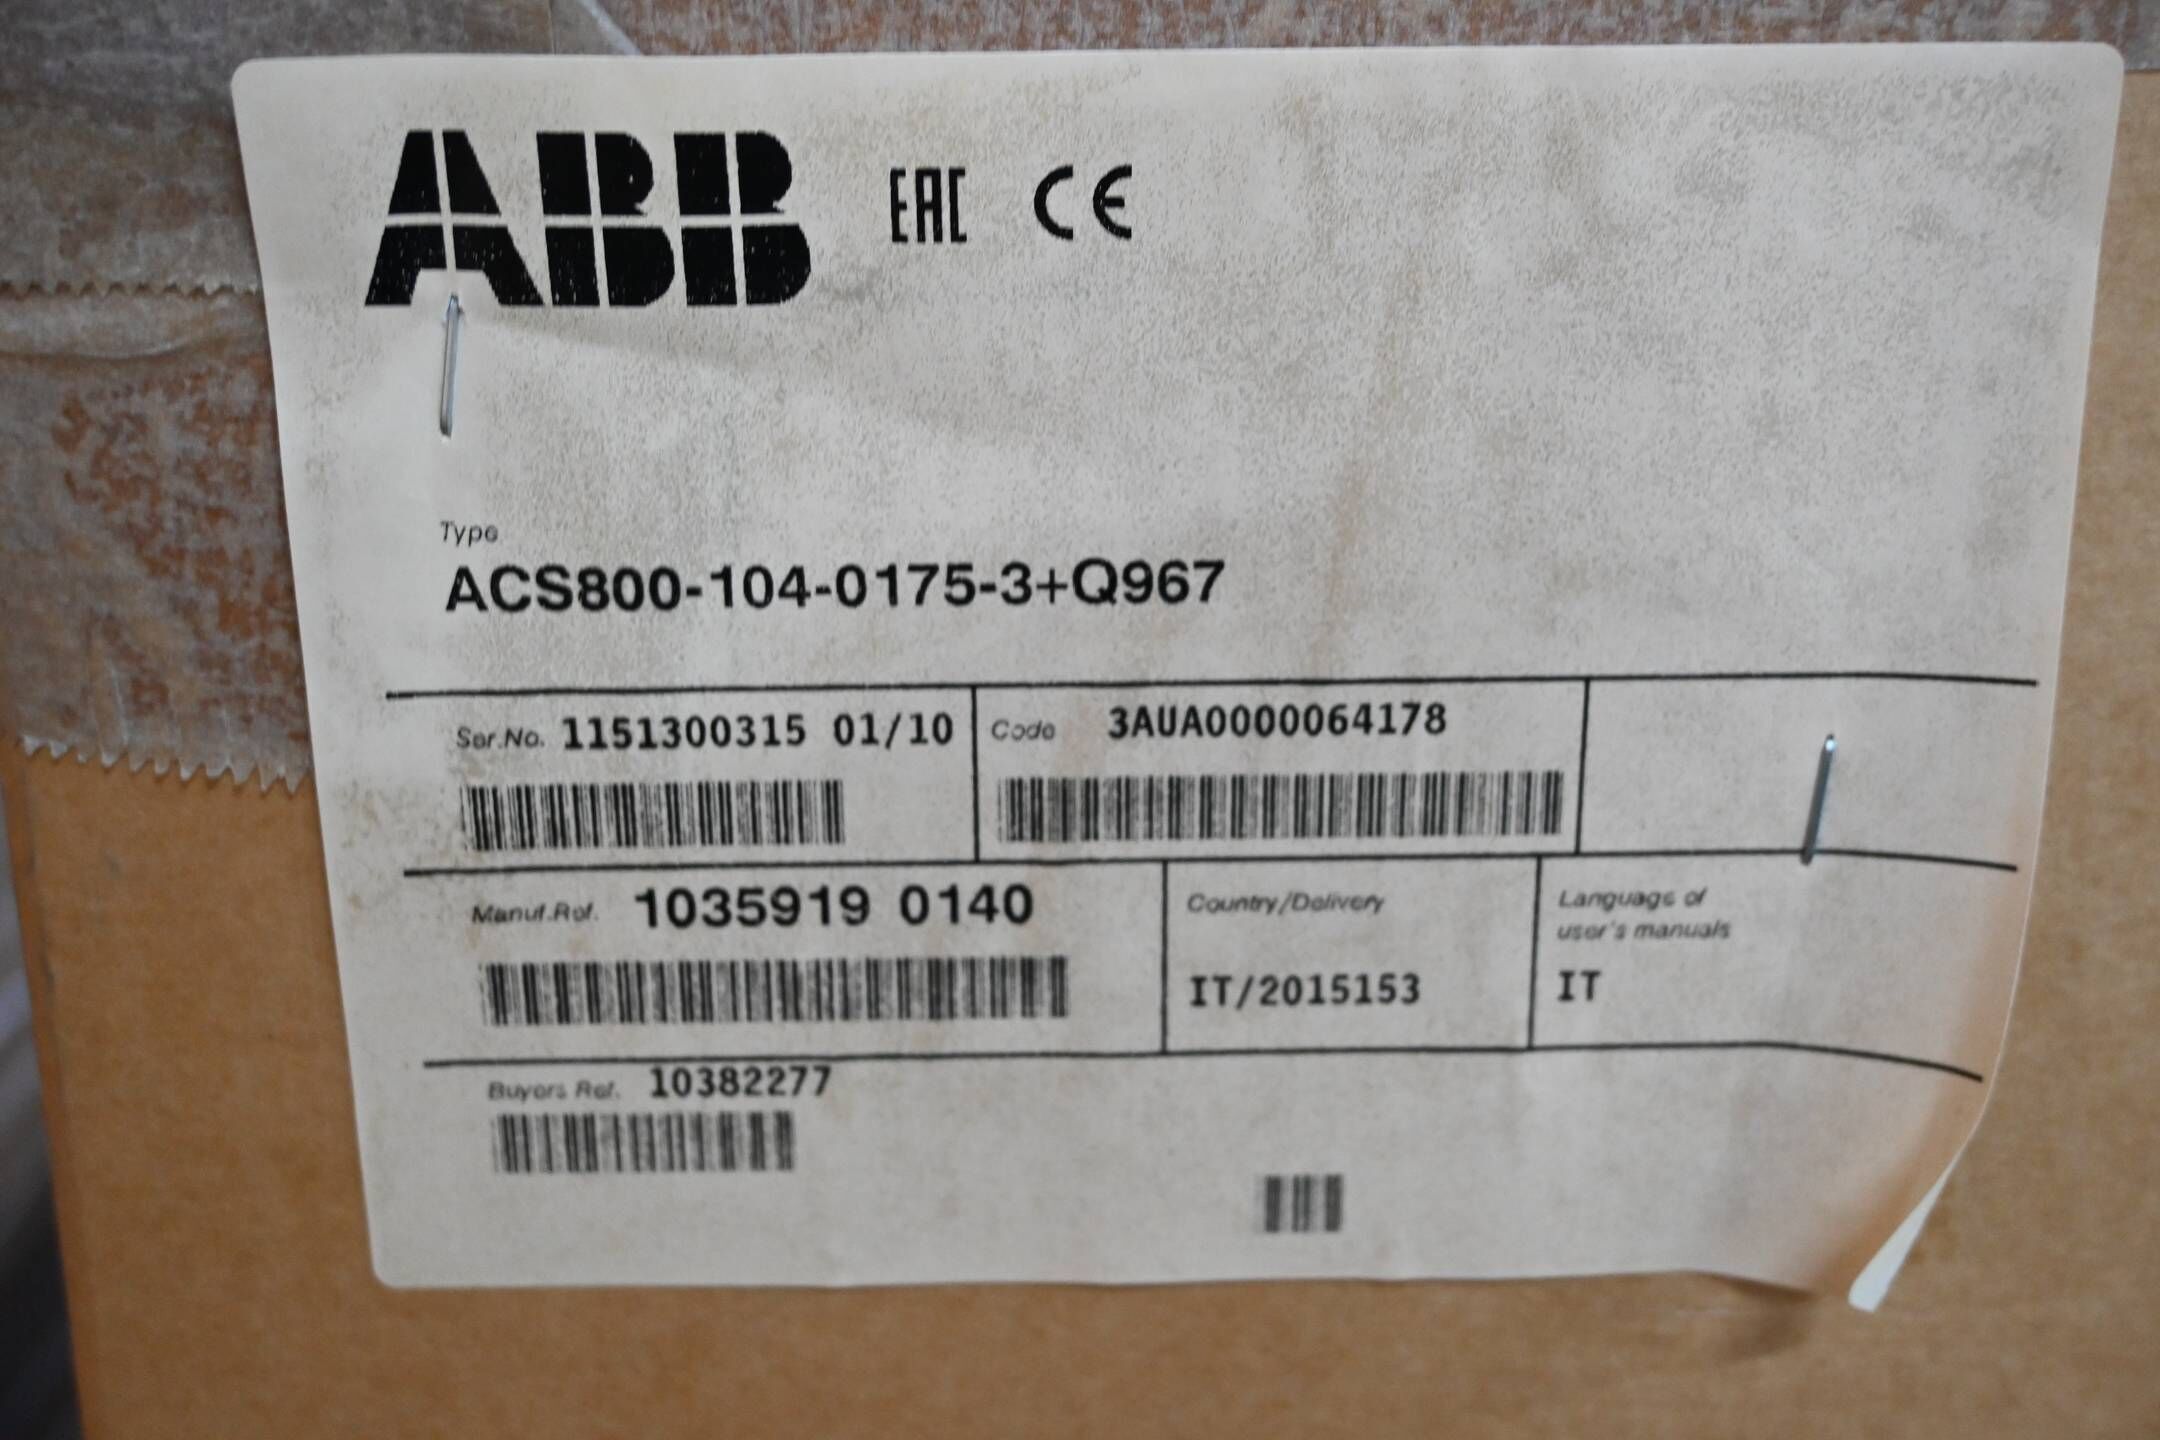 ABB EAC CE
Type
ACS800-104-0175-3+Q967
Ser.No. 1151300315 01/10
Code 3AUA0000064178
Manuf.Ref. 1035919 0140
Country/Delivery
IT/2015153
Language of
user's manuals
IT
Buyers Ref. 10382277